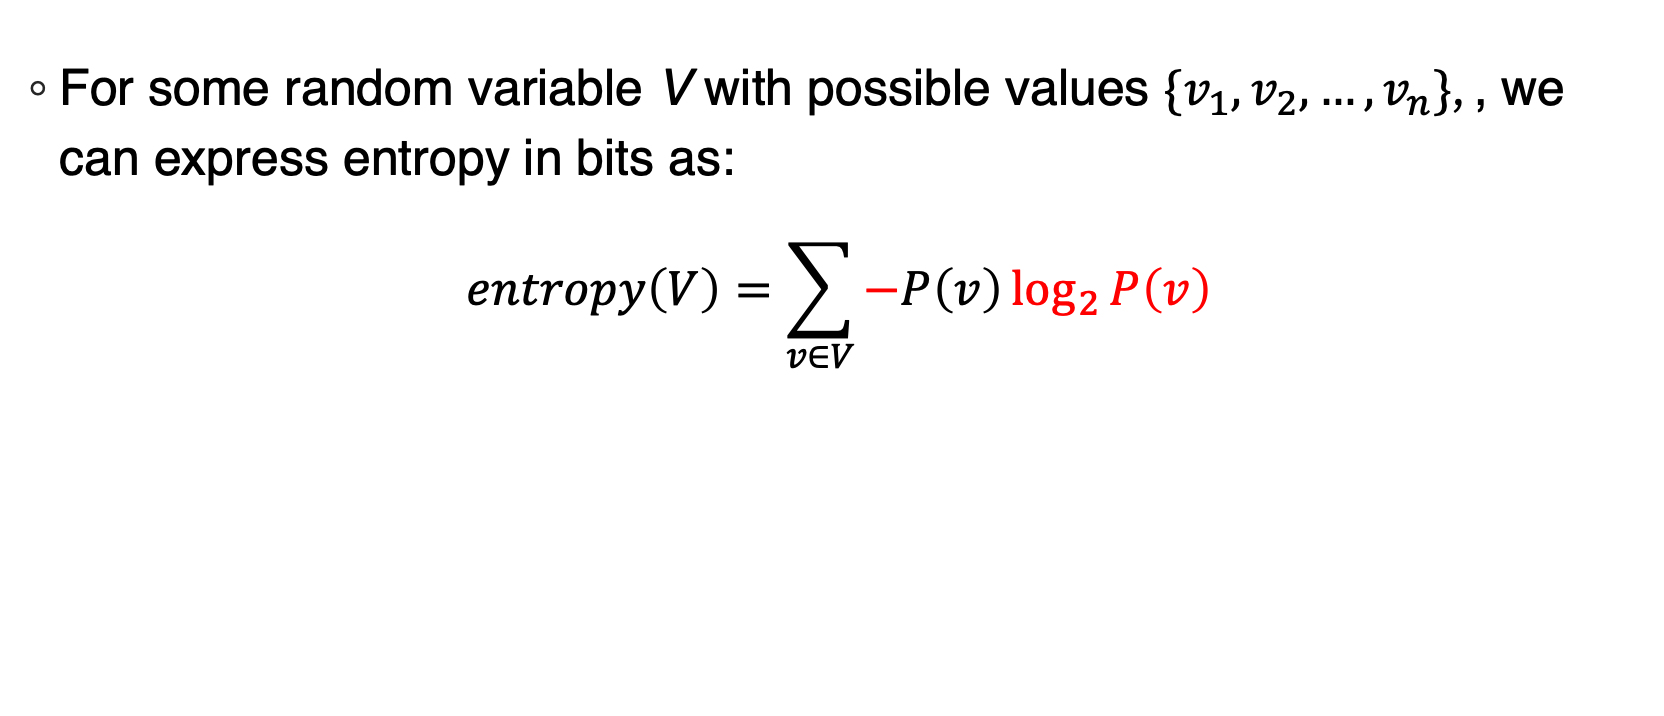 ◦ For some random variable V with possible values {v₁, v₂, … , vₙ}, , we
can express entropy in bits as:
entropy(V) = ∑_{v∈V} −P(v) log₂ P(v)